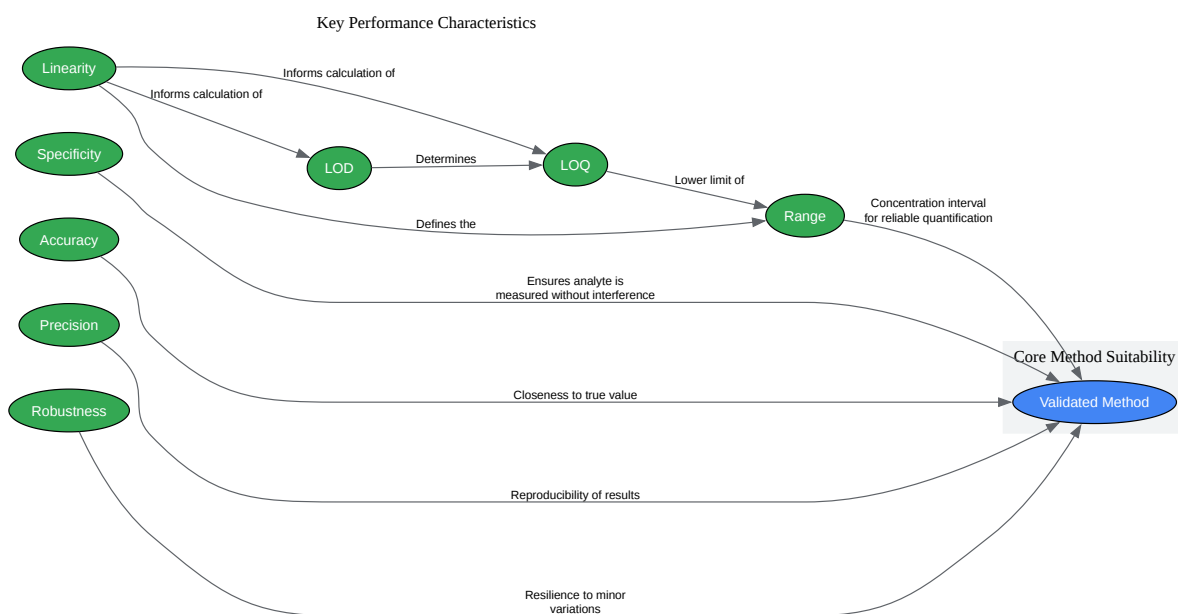 Key Performance Characteristics
Linearity
Informs calculation of
Informs calculation of
Specificity
LOD
Determines
LOQ
Lower limit of
Range
Concentration interval
for reliable quantification
Defines the
Accuracy
Ensures analyte is
measured without interference
Precision
Core Method Suitability
Closeness to true value
Validated Method
Robustness
Reproducibility of results
Resilience to minor
variations